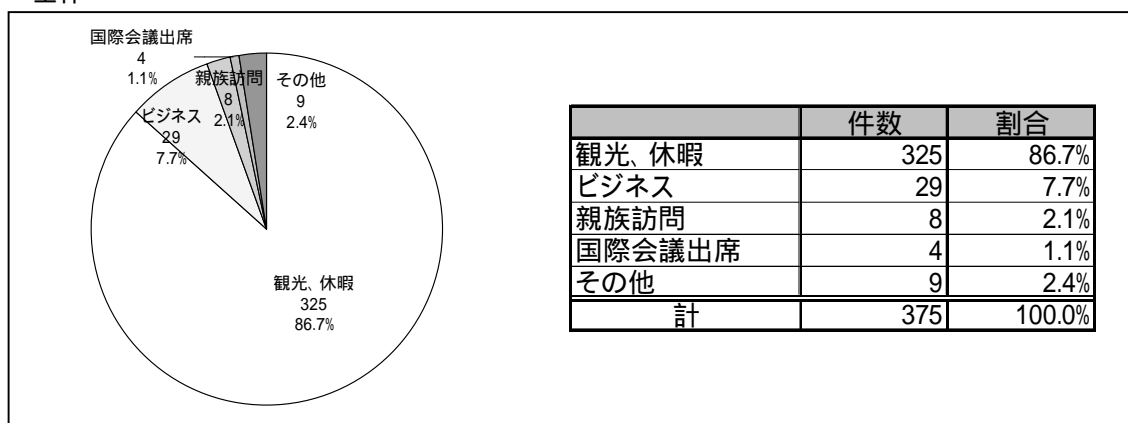 国際会議出席
4
1.1%
親族訪問
8
2.1%
その他
9
2.4%
ビジネス
29
7.7%
観光、休暇
325
86.7%
件数 割合
観光、休暇 325 86.7%
ビジネス 29 7.7%
親族訪問 8 2.1%
国際会議出席 4 1.1%
その他 9 2.4%
計 375 100.0%